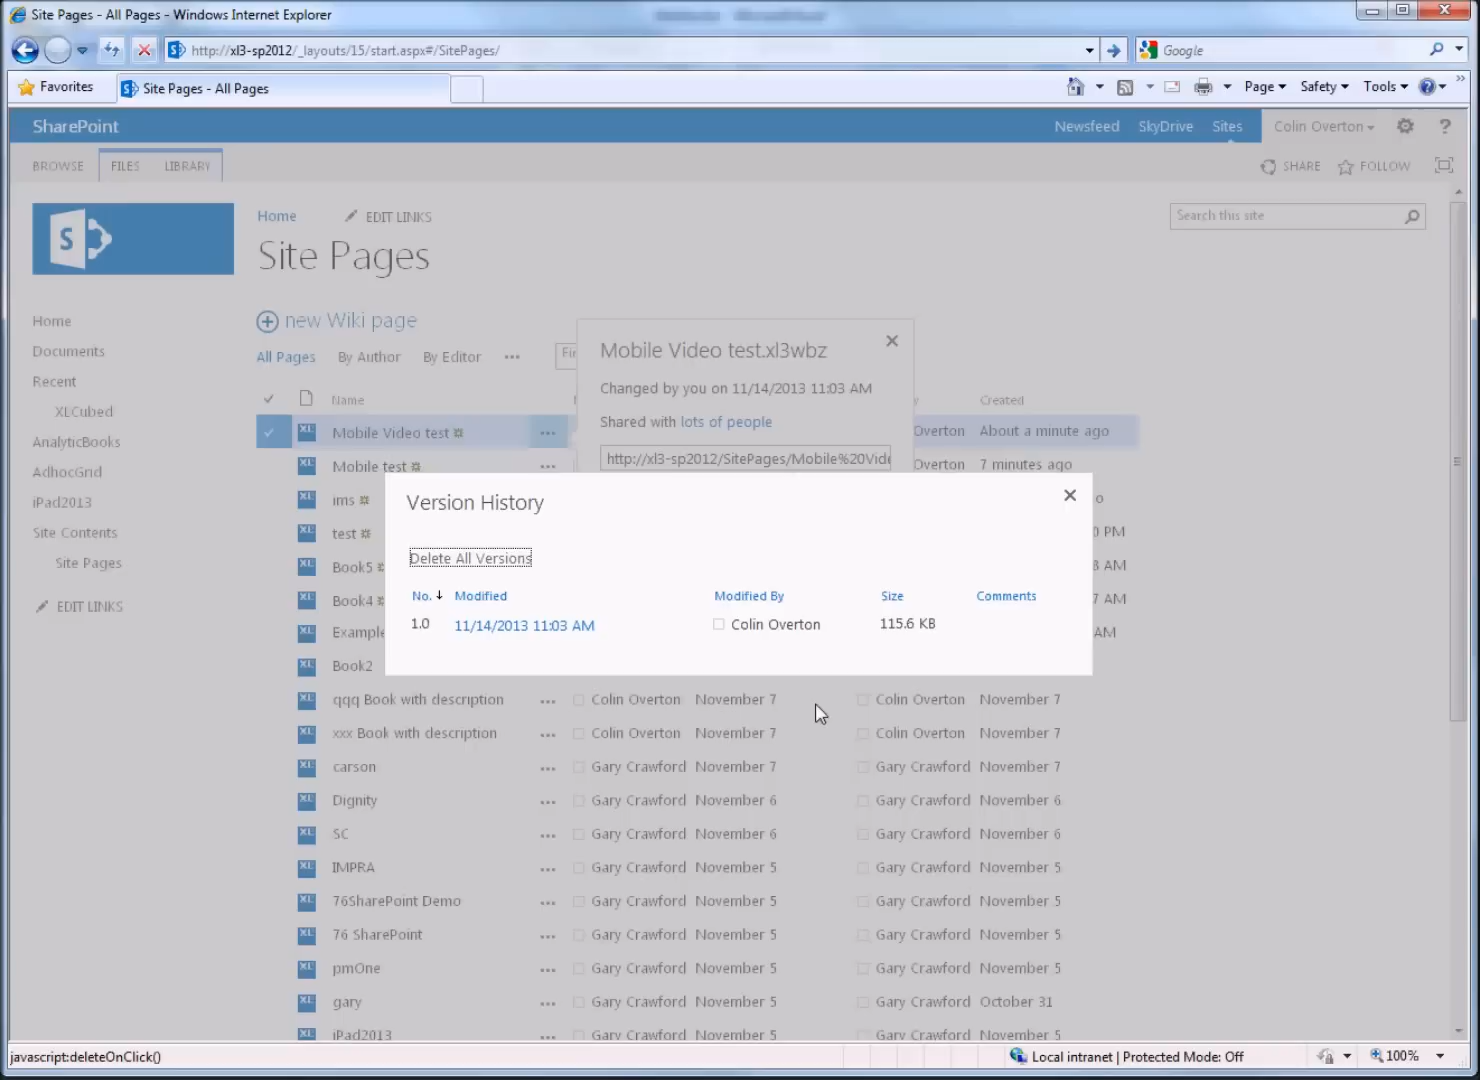 Site Pages - All Pages - Windows Internet Explorer
http://xl3-sp2012/_layouts/15/start.aspx#/SitePages/
Google
Favorites
Site Pages - All Pages
Page
Safety
Tools
SharePoint
Newsfeed SkyDrive Sites
Colin Overton
?
BROWSE FILES LIBRARY
SHARE FOLLOW
S
Home
EDIT LINKS
Search this site
Site Pages
Home
Documents
Recent
XLCubed
AnalyticBooks
AdhocGrid
iPad2013
Site Contents
Site Pages
EDIT LINKS
new Wiki page
All Pages By Author By Editor ...
Mobile Video test.xl3wbz
Changed by you on 11/14/2013 11:03 AM
Shared with lots of people
http://xl3-sp2012/SitePages/Mobile%20Vide
Name Created
Mobile Video test ... Overton About a minute ago
Mobile test ... Overton 7 minutes ago
ims
test PM
Book5 AM
Book4 AM
Example AM
Book2
Version History
Delete All Versions
No. Modified Modified By Size Comments
1.0 11/14/2013 11:03 AM Colin Overton 115.6 KB
qqq Book with description ... Colin Overton November 7 Colin Overton November 7
xxx Book with description ... Colin Overton November 7 Colin Overton November 7
carson ... Gary Crawford November 7 Gary Crawford November 7
Dignity ... Gary Crawford November 6 Gary Crawford November 6
SC ... Gary Crawford November 6 Gary Crawford November 6
IMPRA ... Gary Crawford November 5 Gary Crawford November 5
76SharePoint Demo ... Gary Crawford November 5 Gary Crawford November 5
76 SharePoint ... Gary Crawford November 5 Gary Crawford November 5
pmOne ... Gary Crawford November 5 Gary Crawford November 5
gary ... Gary Crawford November 5 Gary Crawford October 31
iPad2013 ... Gary Crawford November 5 Gary Crawford November 5
javascript:deleteOnClick()
Local intranet | Protected Mode: Off
100%